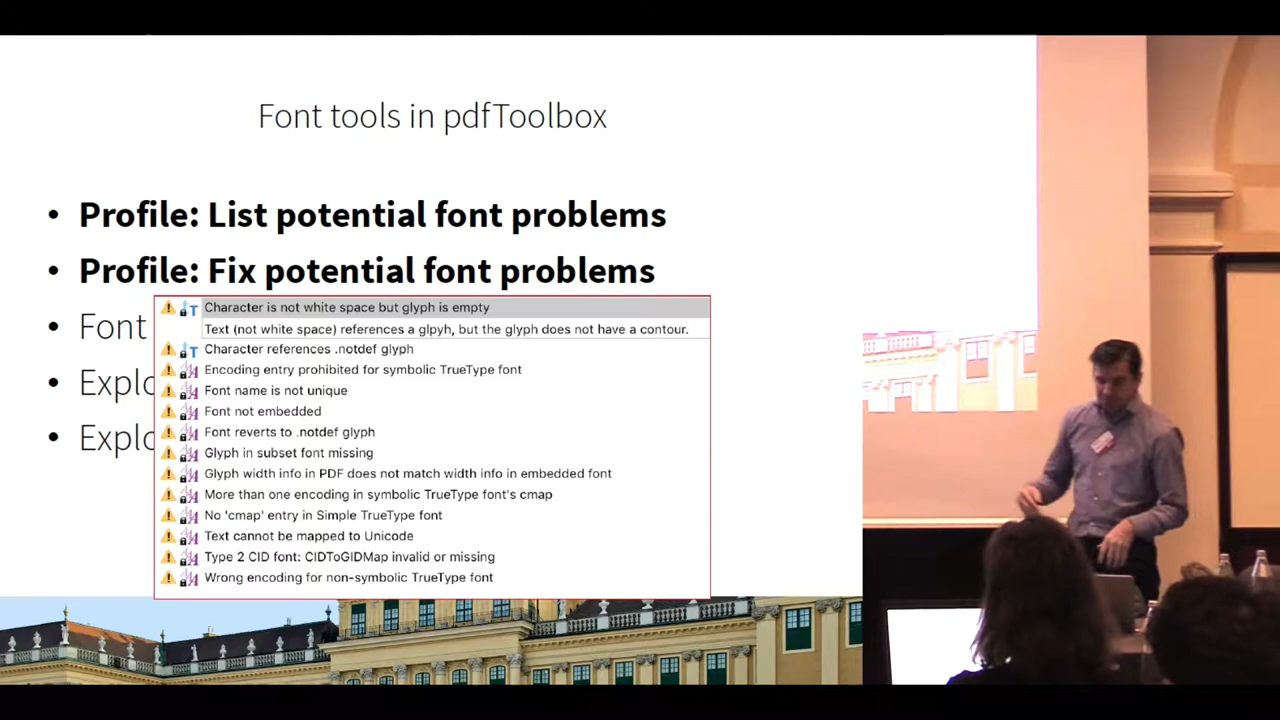 Font tools in pdfToolbox
• Profile: List potential font problems
• Profile: Fix potential font problems
• Font
• Explo
• Explo
Character is not white space but glyph is empty
Text (not white space) references a glpyh, but the glyph does not have a contour.
Character references .notdef glyph
Encoding entry prohibited for symbolic TrueType font
Font name is not unique
Font not embedded
Font reverts to .notdef glyph
Glyph in subset font missing
Glyph width info in PDF does not match width info in embedded font
More than one encoding in symbolic TrueType font's cmap
No 'cmap' entry in Simple TrueType font
Text cannot be mapped to Unicode
Type 2 CID font: CIDToGIDMap invalid or missing
Wrong encoding for non-symbolic TrueType font